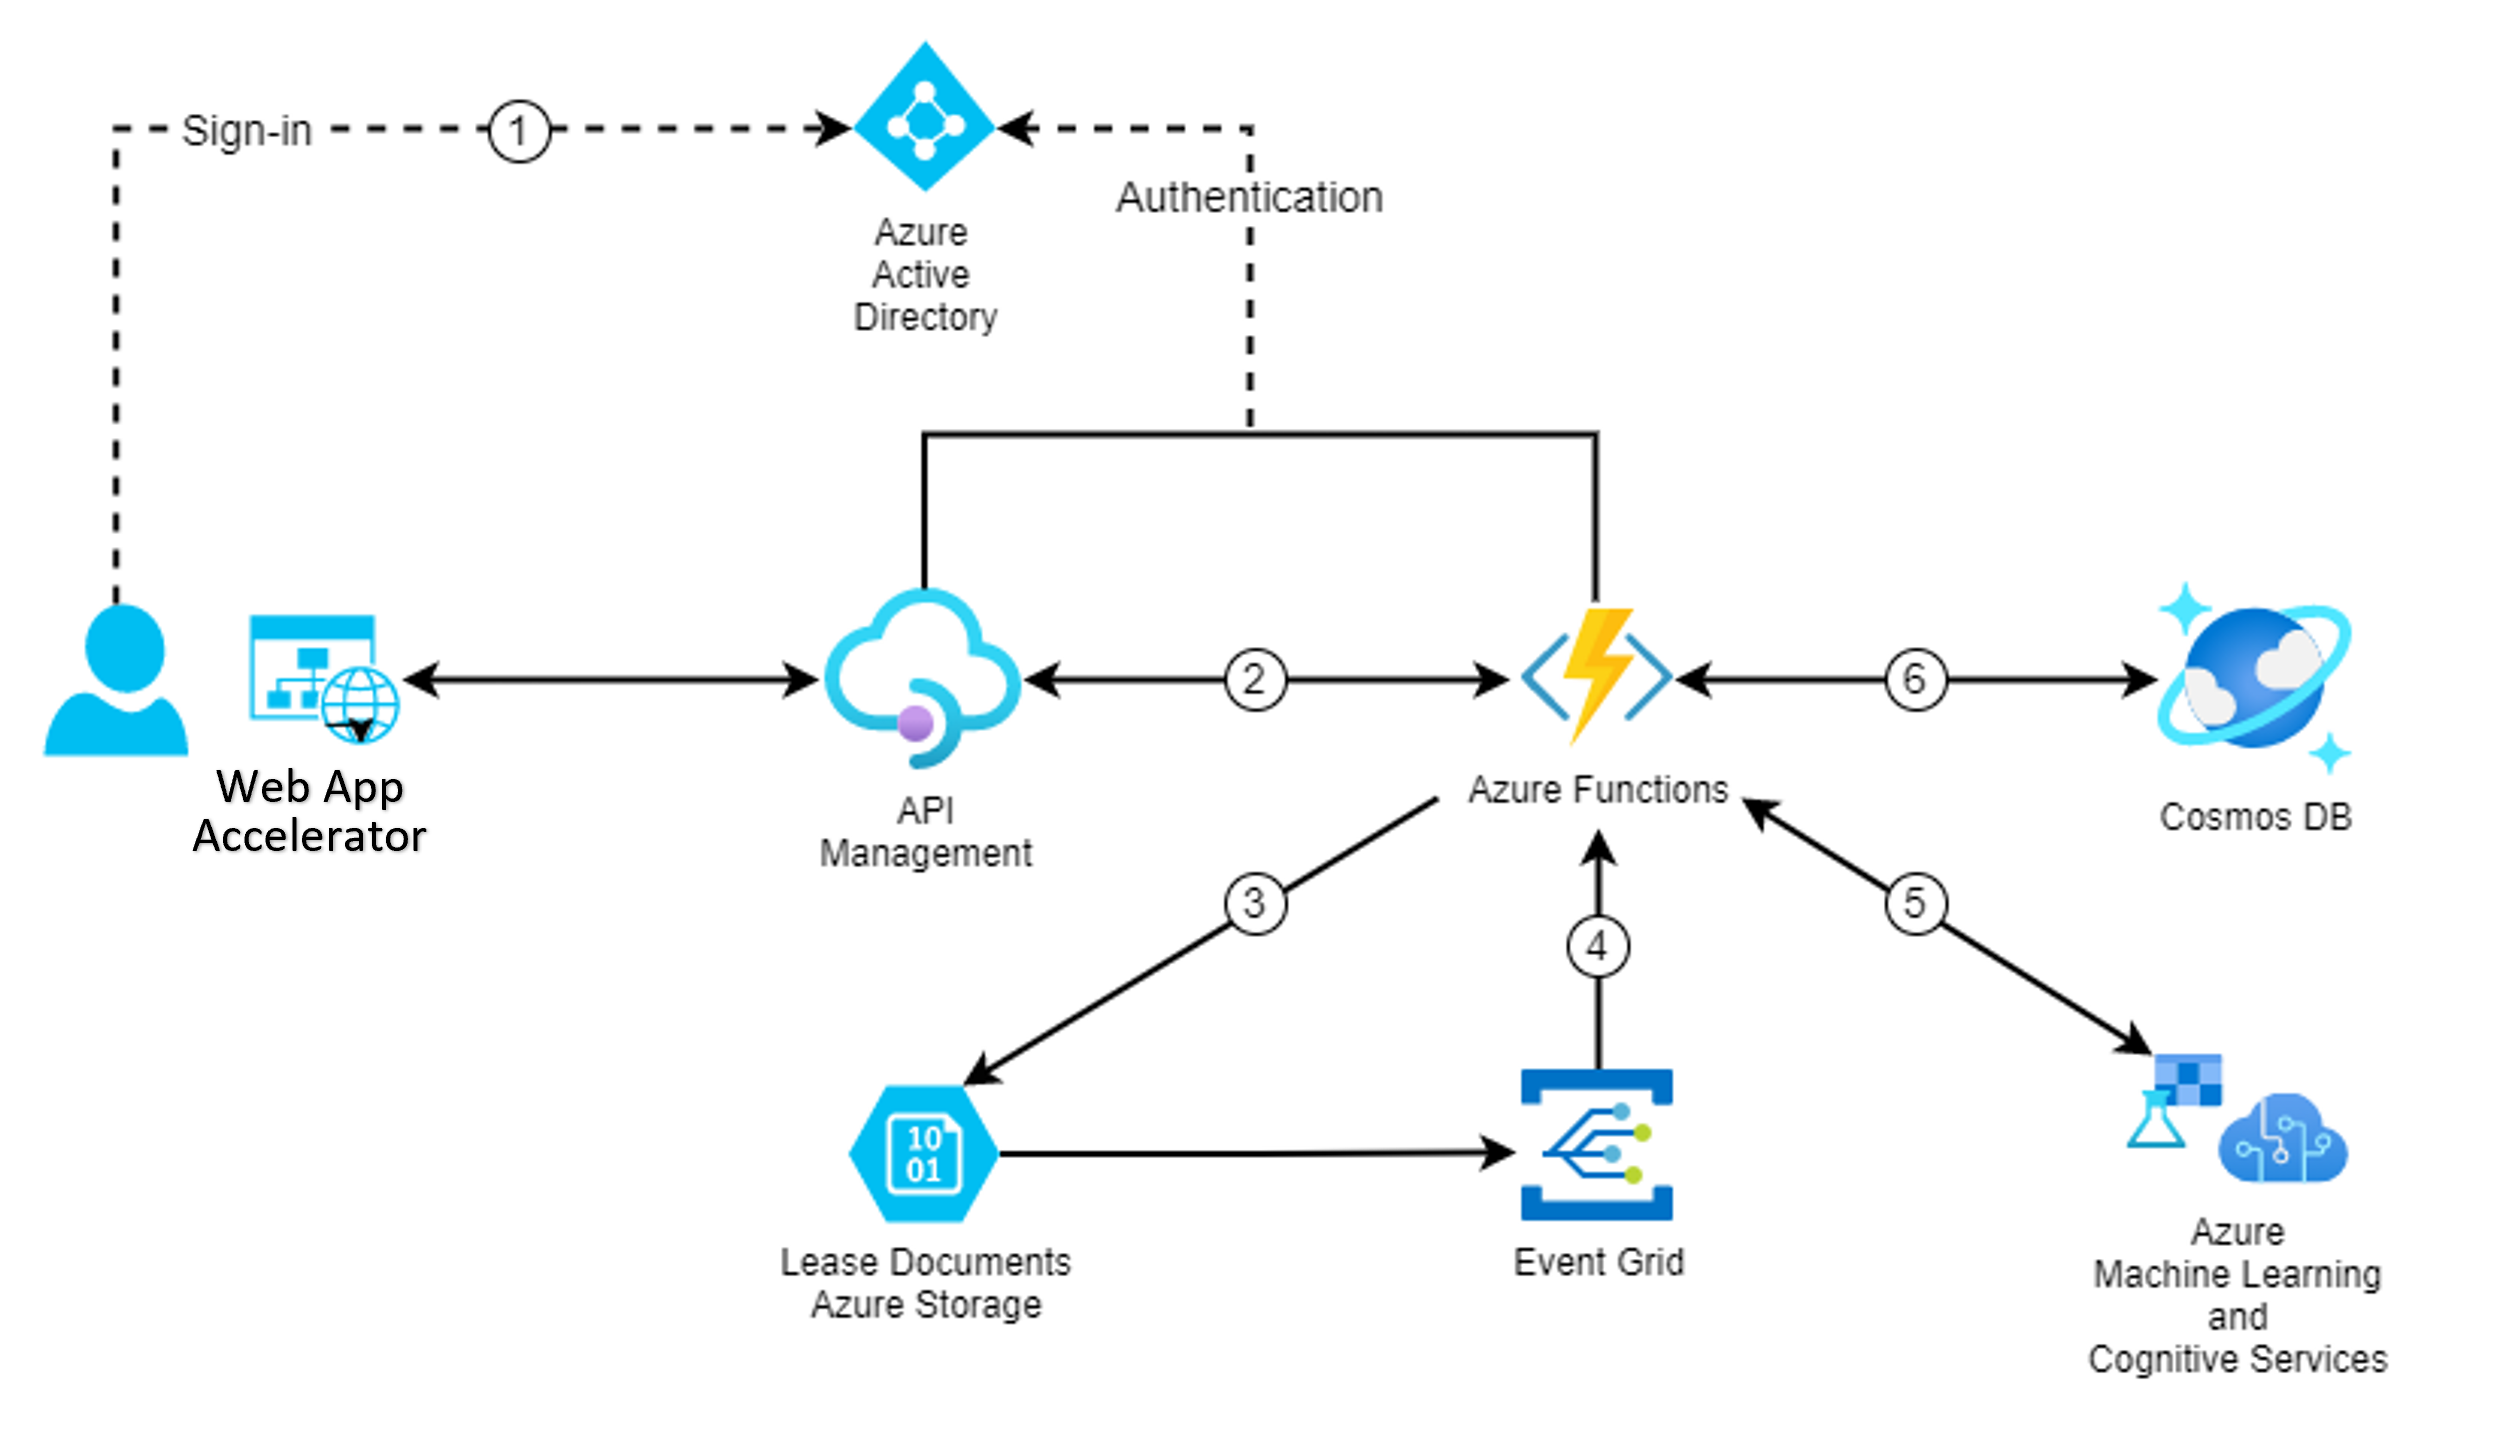 Sign-in
1
Azure
Active
Directory
Authentication
Web App
Accelerator
API
Management
2
Azure Functions
6
Cosmos DB
3
4
5
10
01
Lease Documents
Azure Storage
Event Grid
Azure
Machine Learning
and
Cognitive Services